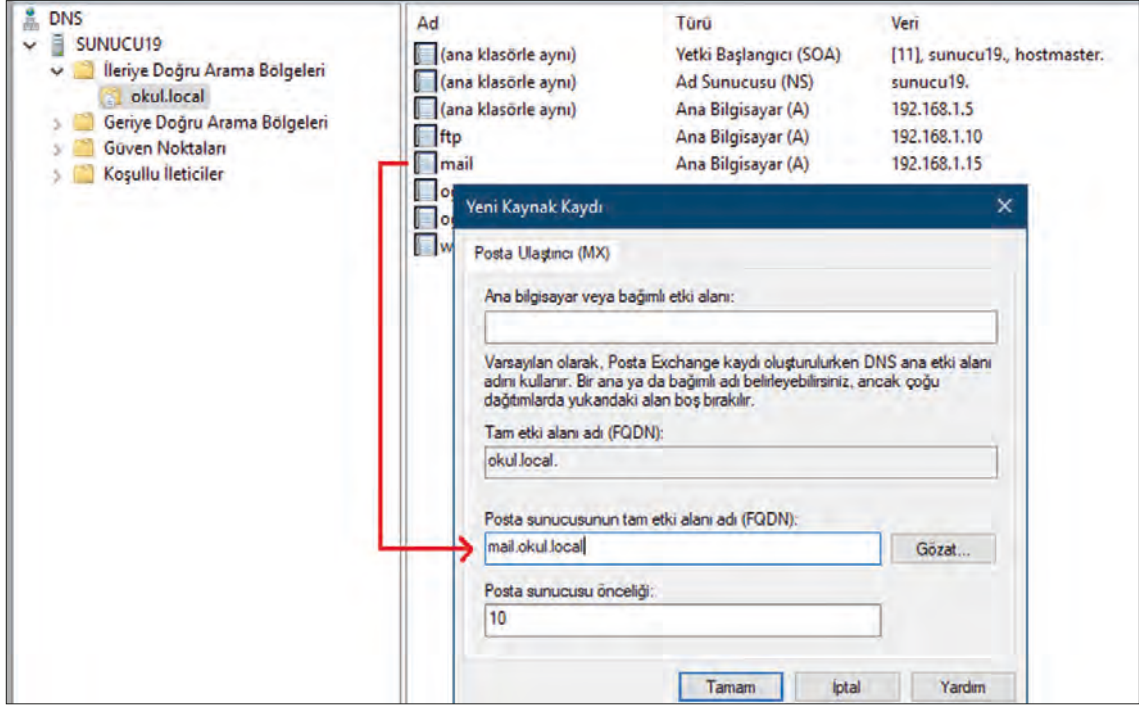 DNS
SUNUCU19
İleriye Doğru Arama Bölgeleri
okul.local
Geriye Doğru Arama Bölgeleri
Güven Noktaları
Koşullu İleticiler
Ad Türü Veri
(ana klasörle aynı) Yetki Başlangıcı (SOA) [11], sunucu19., hostmaster.
(ana klasörle aynı) Ad Sunucusu (NS) sunucu19.
(ana klasörle aynı) Ana Bilgisayar (A) 192.168.1.5
ftp Ana Bilgisayar (A) 192.168.1.10
mail Ana Bilgisayar (A) 192.168.1.15
Yeni Kaynak Kaydı
Posta Ulaştırıcı (MX)
Ana bilgisayar veya bağımlı etki alanı:
Varsayılan olarak, Posta Exchange kaydı oluşturulurken DNS ana etki alanı
adını kullanır. Bir ana ya da bağımlı adı belirleyebilirsiniz, ancak çoğu
dağıtımlarda yukarıdaki alan boş bırakılır.
Tam etki alanı adı (FQDN):
okul.local.
Posta sunucusunun tam etki alanı adı (FQDN):
mail.okul.local
Gözat...
Posta sunucusu önceliği:
10
Tamam İptal Yardım